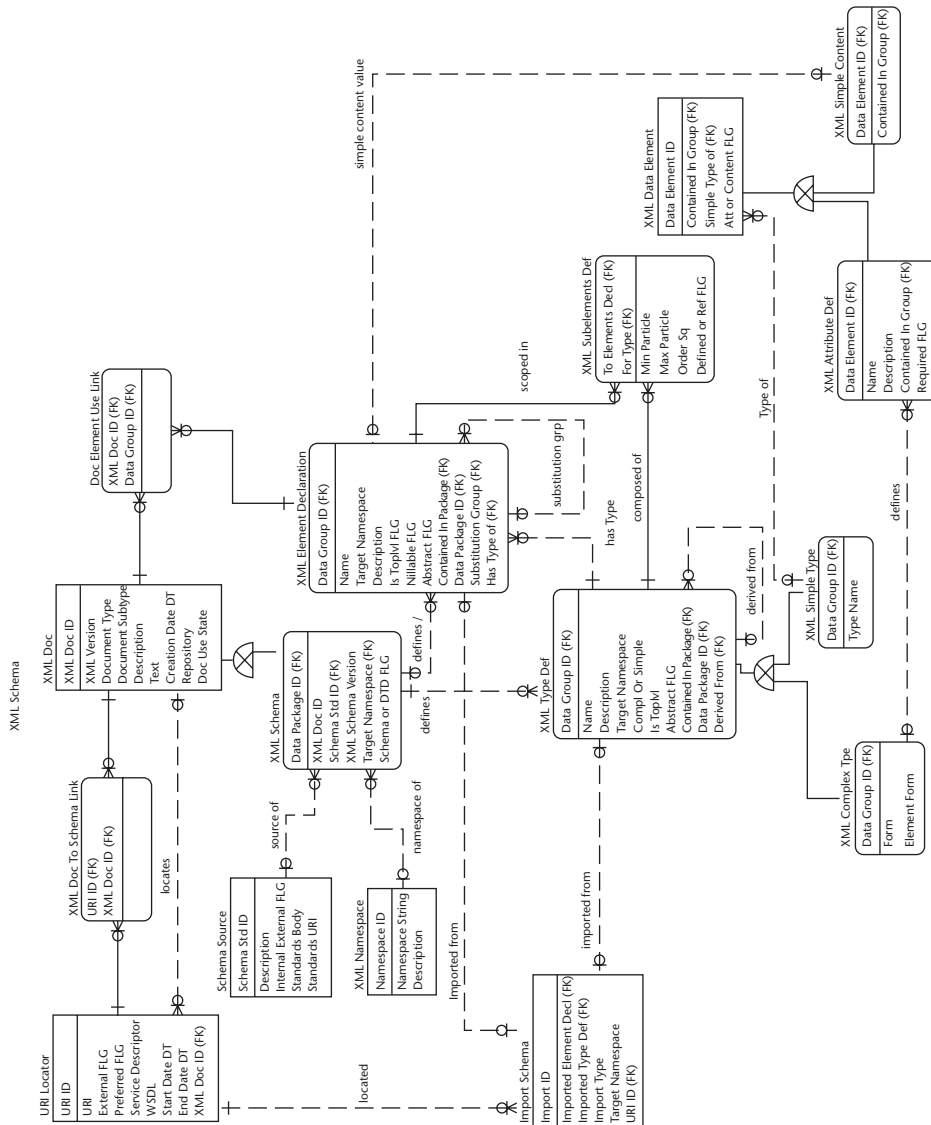 XML Schema
URI Locator
URI ID
URI
External FLG
Preferred FLG
Service Descriptor
WSDL
Start Date DT
End Date DT
XML Doc ID (FK)
XML Doc To Schema Link
URI ID (FK)
XML Doc ID (FK)
locates
XML Doc
XML Doc ID
XML Version
Document Type
Document Subtype
Description
Text
Creation Date DT
Repository
Doc Use State
Doc Element Use Link
XML Doc ID (FK)
Data Group ID (FK)
Schema Source
Schema Std ID
Description
Internal External FLG
Standards Body
Standards URI
source of
XML Namespace
Namespace ID
Namespace String
Description
namespace of
XML Schema
Data Package ID (FK)
XML Doc ID
Schema Std ID (FK)
XML Schema Version
Target Namespace (FK)
Schema or DTD FLG
defines /
defines
XML Element Declaration
Data Group ID (FK)
Name
Target Namespace
Description
Is Toplvl FLG
Nillable FLG
Abstract FLG
Contained In Package (FK)
Data Package ID (FK)
Substitution Group (FK)
Has Type of (FK)
substitution grp
scoped in
simple content value
located
Imported from
Import Schema
Import ID
Imported Element Decl (FK)
Imported Type Def (FK)
Import Type
Target Namespace
URI ID (FK)
imported from
XML Type Def
Data Group ID (FK)
Name
Description
Target Namespace
Compl Or Simple
Is Toplvl
Abstract FLG
Contained In Package(FK)
Data Package ID (FK)
Derived Form (FK)
has Type
composed of
derived from
XML Subelements Def
To Elements Decl (FK)
For Type (FK)
Min Particle
Max Particle
Order Sq
Defined or Ref FLG
XML Data Element
Data Element ID
Contained In Group (FK)
Simple Type of (FK)
Att or Content FLG
Type of
XML Simple Content
Data Element ID (FK)
Contained In Group (FK)
XML Complex Tpe
Data Group ID (FK)
Form
Element Form
XML Simple Type
Data Group ID (FK)
Type Name
defines
XML Attribute Def
Data Element ID (FK)
Name
Description
Contained In Group (FK)
Required FLG